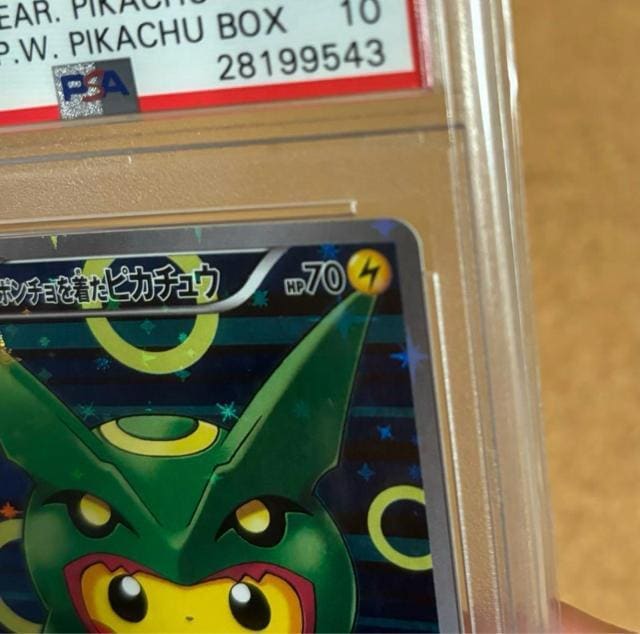 EAR. PIKACHU
P.W. PIKACHU BOX 10
28199543
PSA
ポンチョを着たピカチュウ HP70